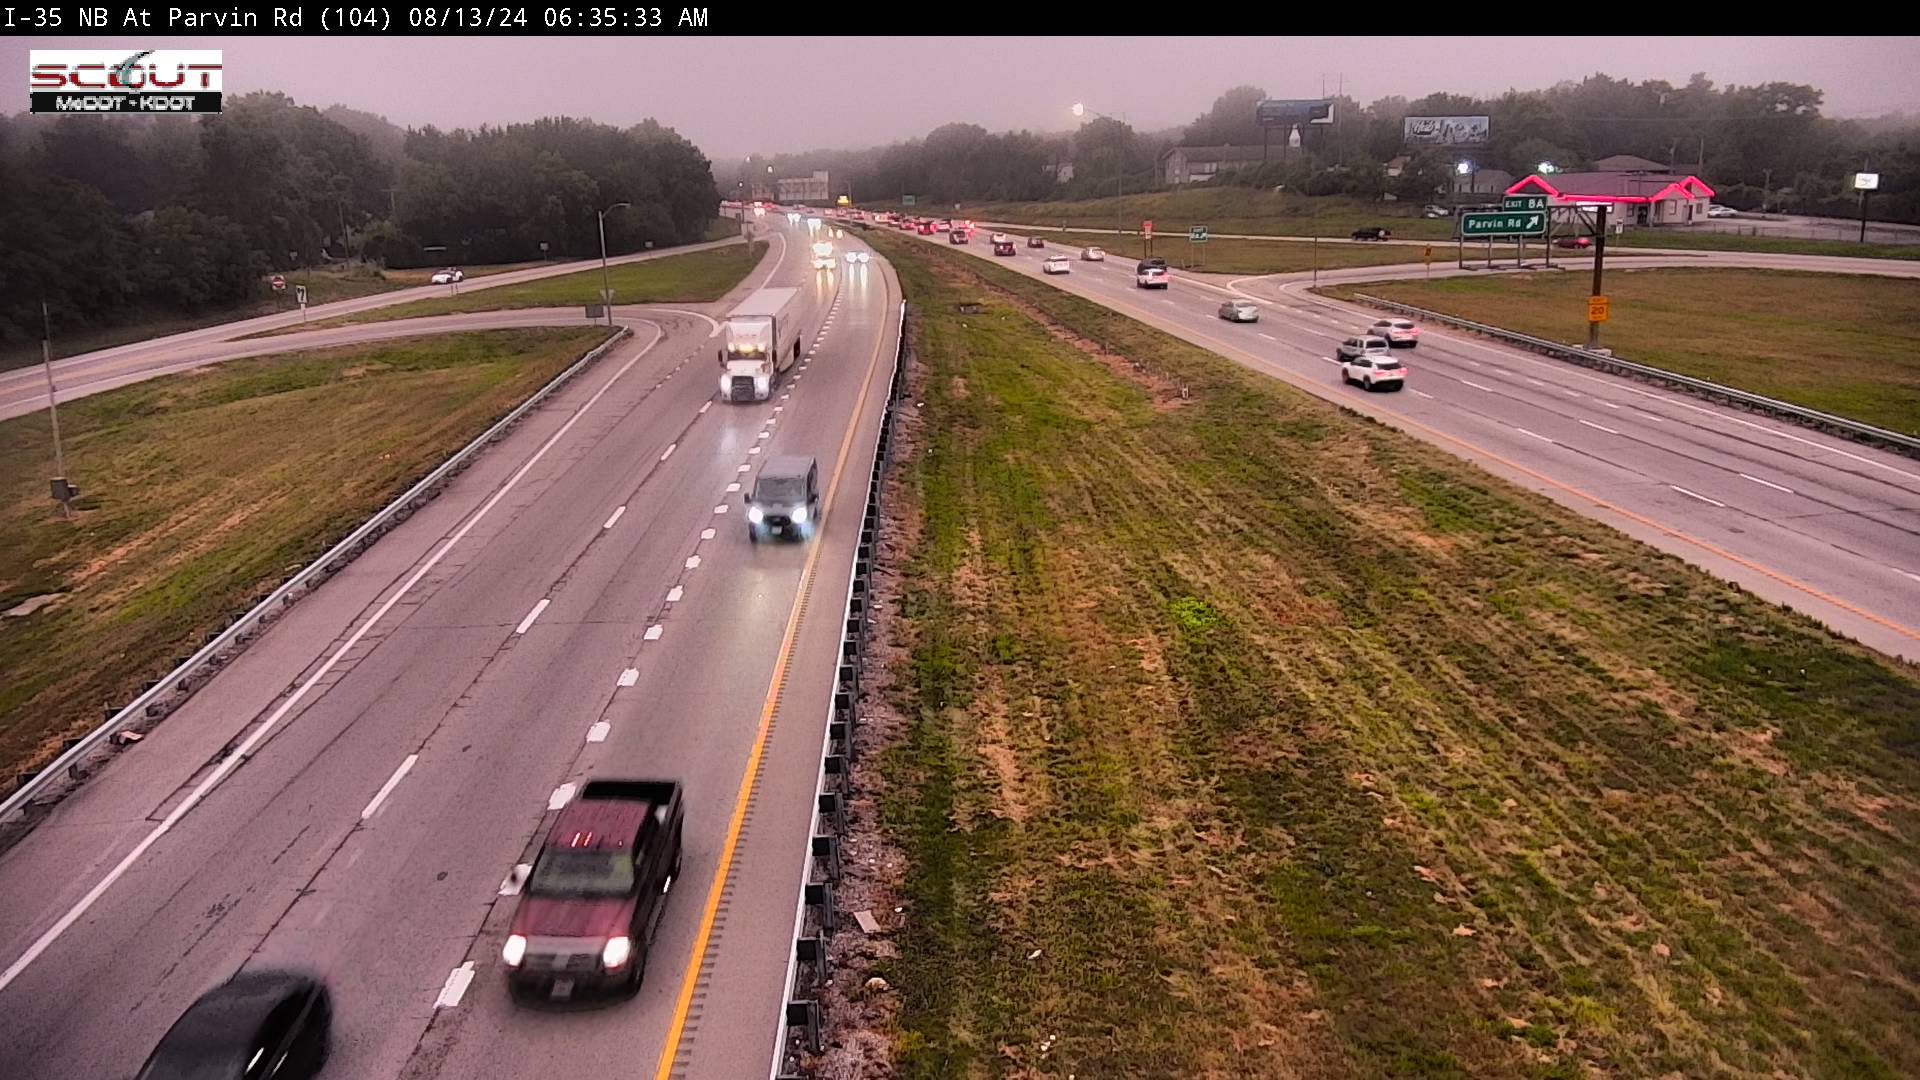 I-35 NB At Parvin Rd (104) 08/13/24 06:35:33 AM
SCOUT
MoDOT - KDOT
EXIT 8A
Parvin Rd
20